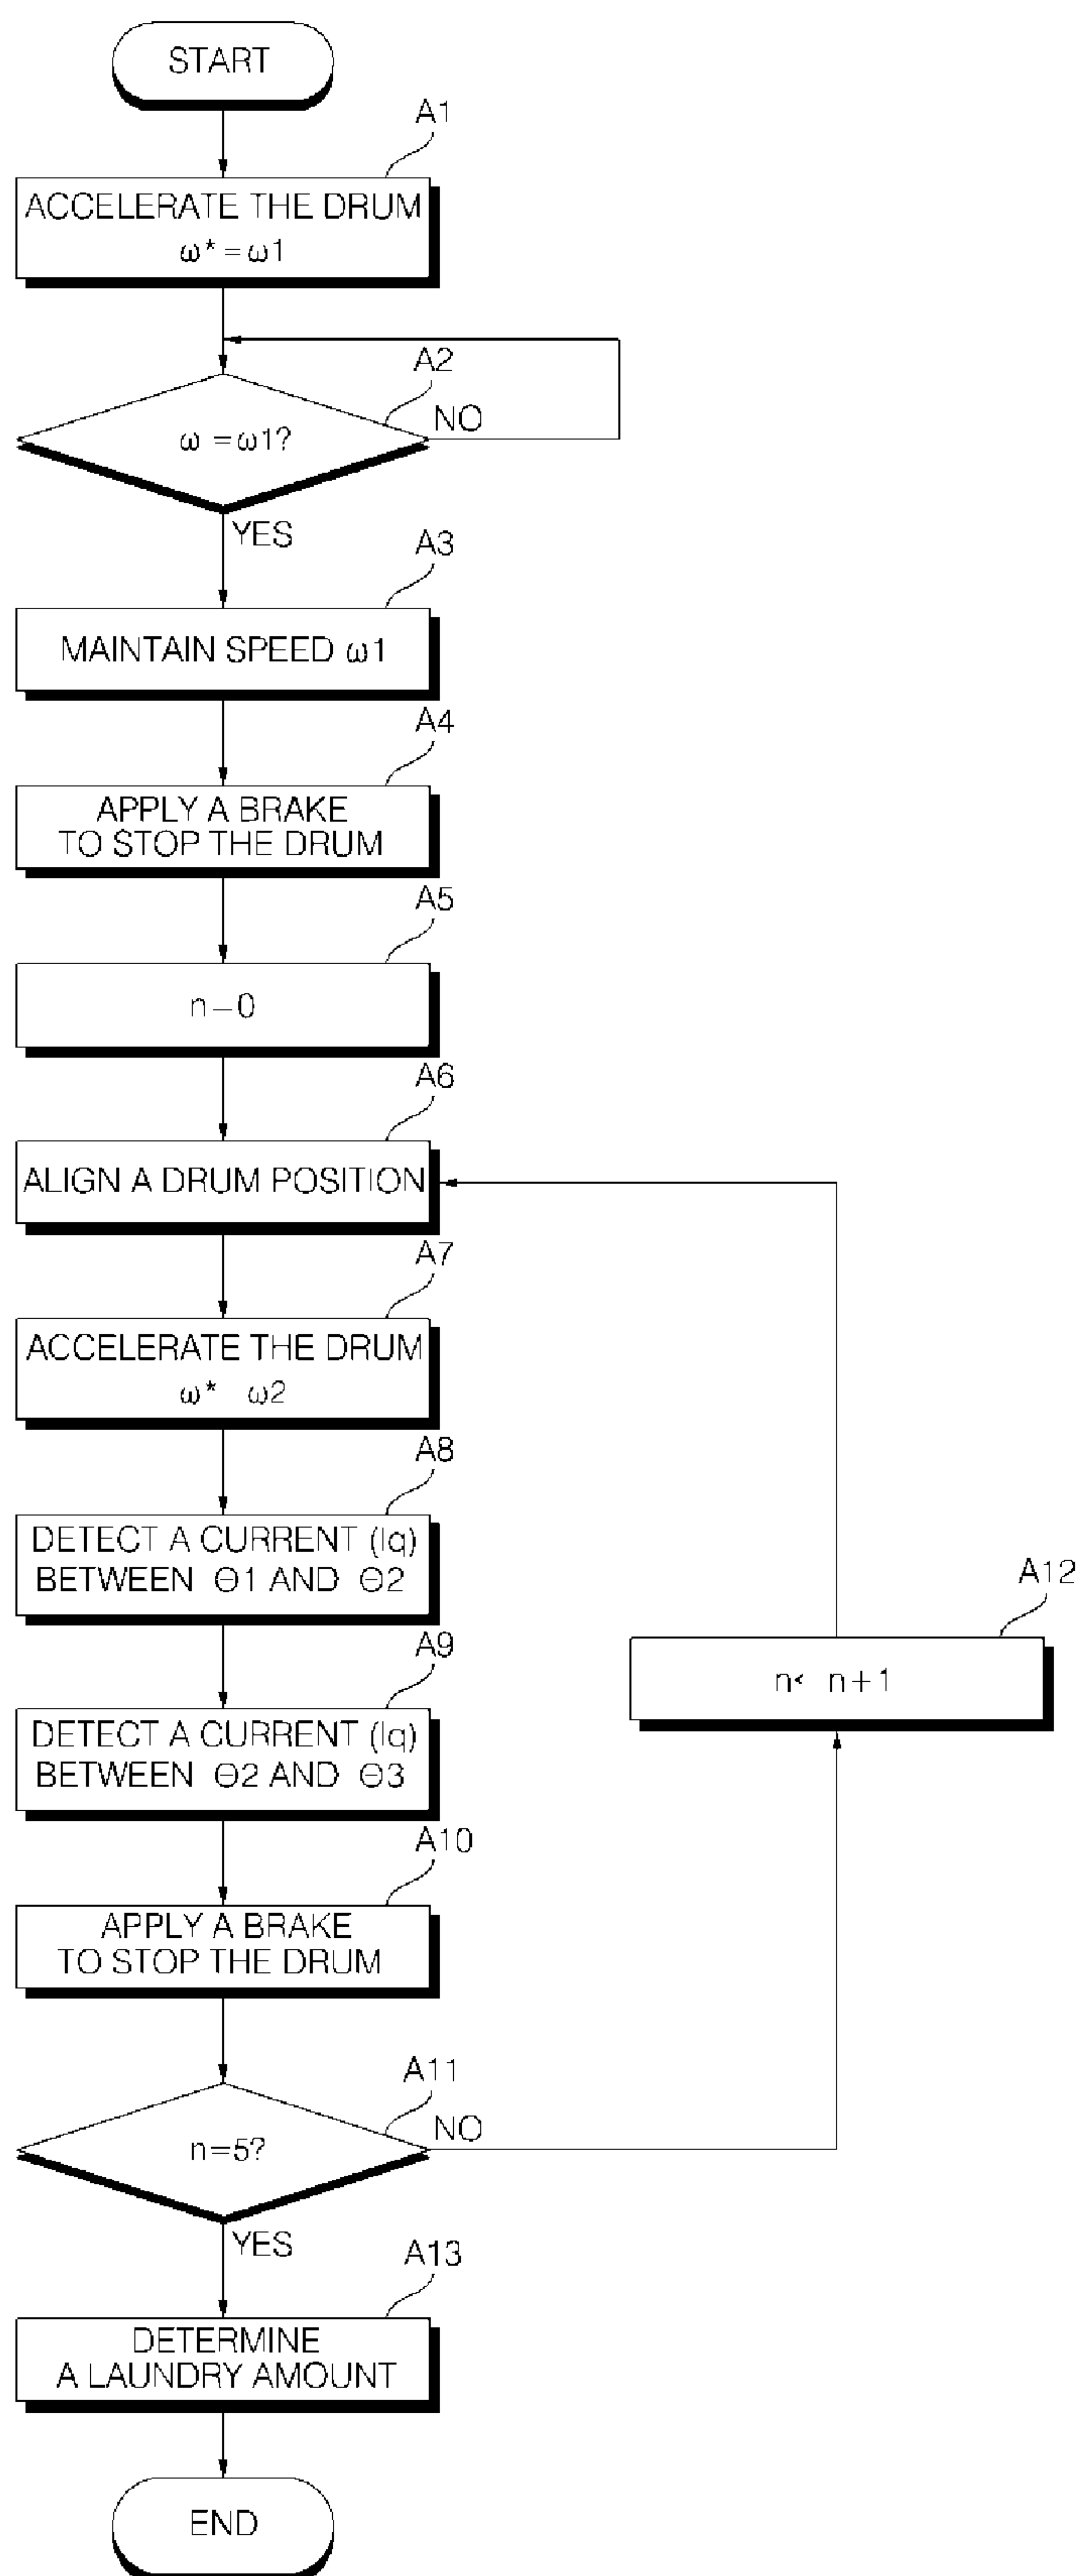 START
A1
ACCELERATE THE DRUM
ω* = ω1
A2
ω = ω1?
NO
YES
A3
MAINTAIN SPEED ω1
A4
APPLY A BRAKE
TO STOP THE DRUM
A5
n−0
A6
ALIGN A DRUM POSITION
A7
ACCELERATE THE DRUM
ω* ω2
A8
DETECT A CURRENT (Iq)
BETWEEN Θ1 AND Θ2
A9
DETECT A CURRENT (Iq)
BETWEEN Θ2 AND Θ3
A12
n< n+1
A10
APPLY A BRAKE
TO STOP THE DRUM
A11
n=5?
NO
YES
A13
DETERMINE
A LAUNDRY AMOUNT
END